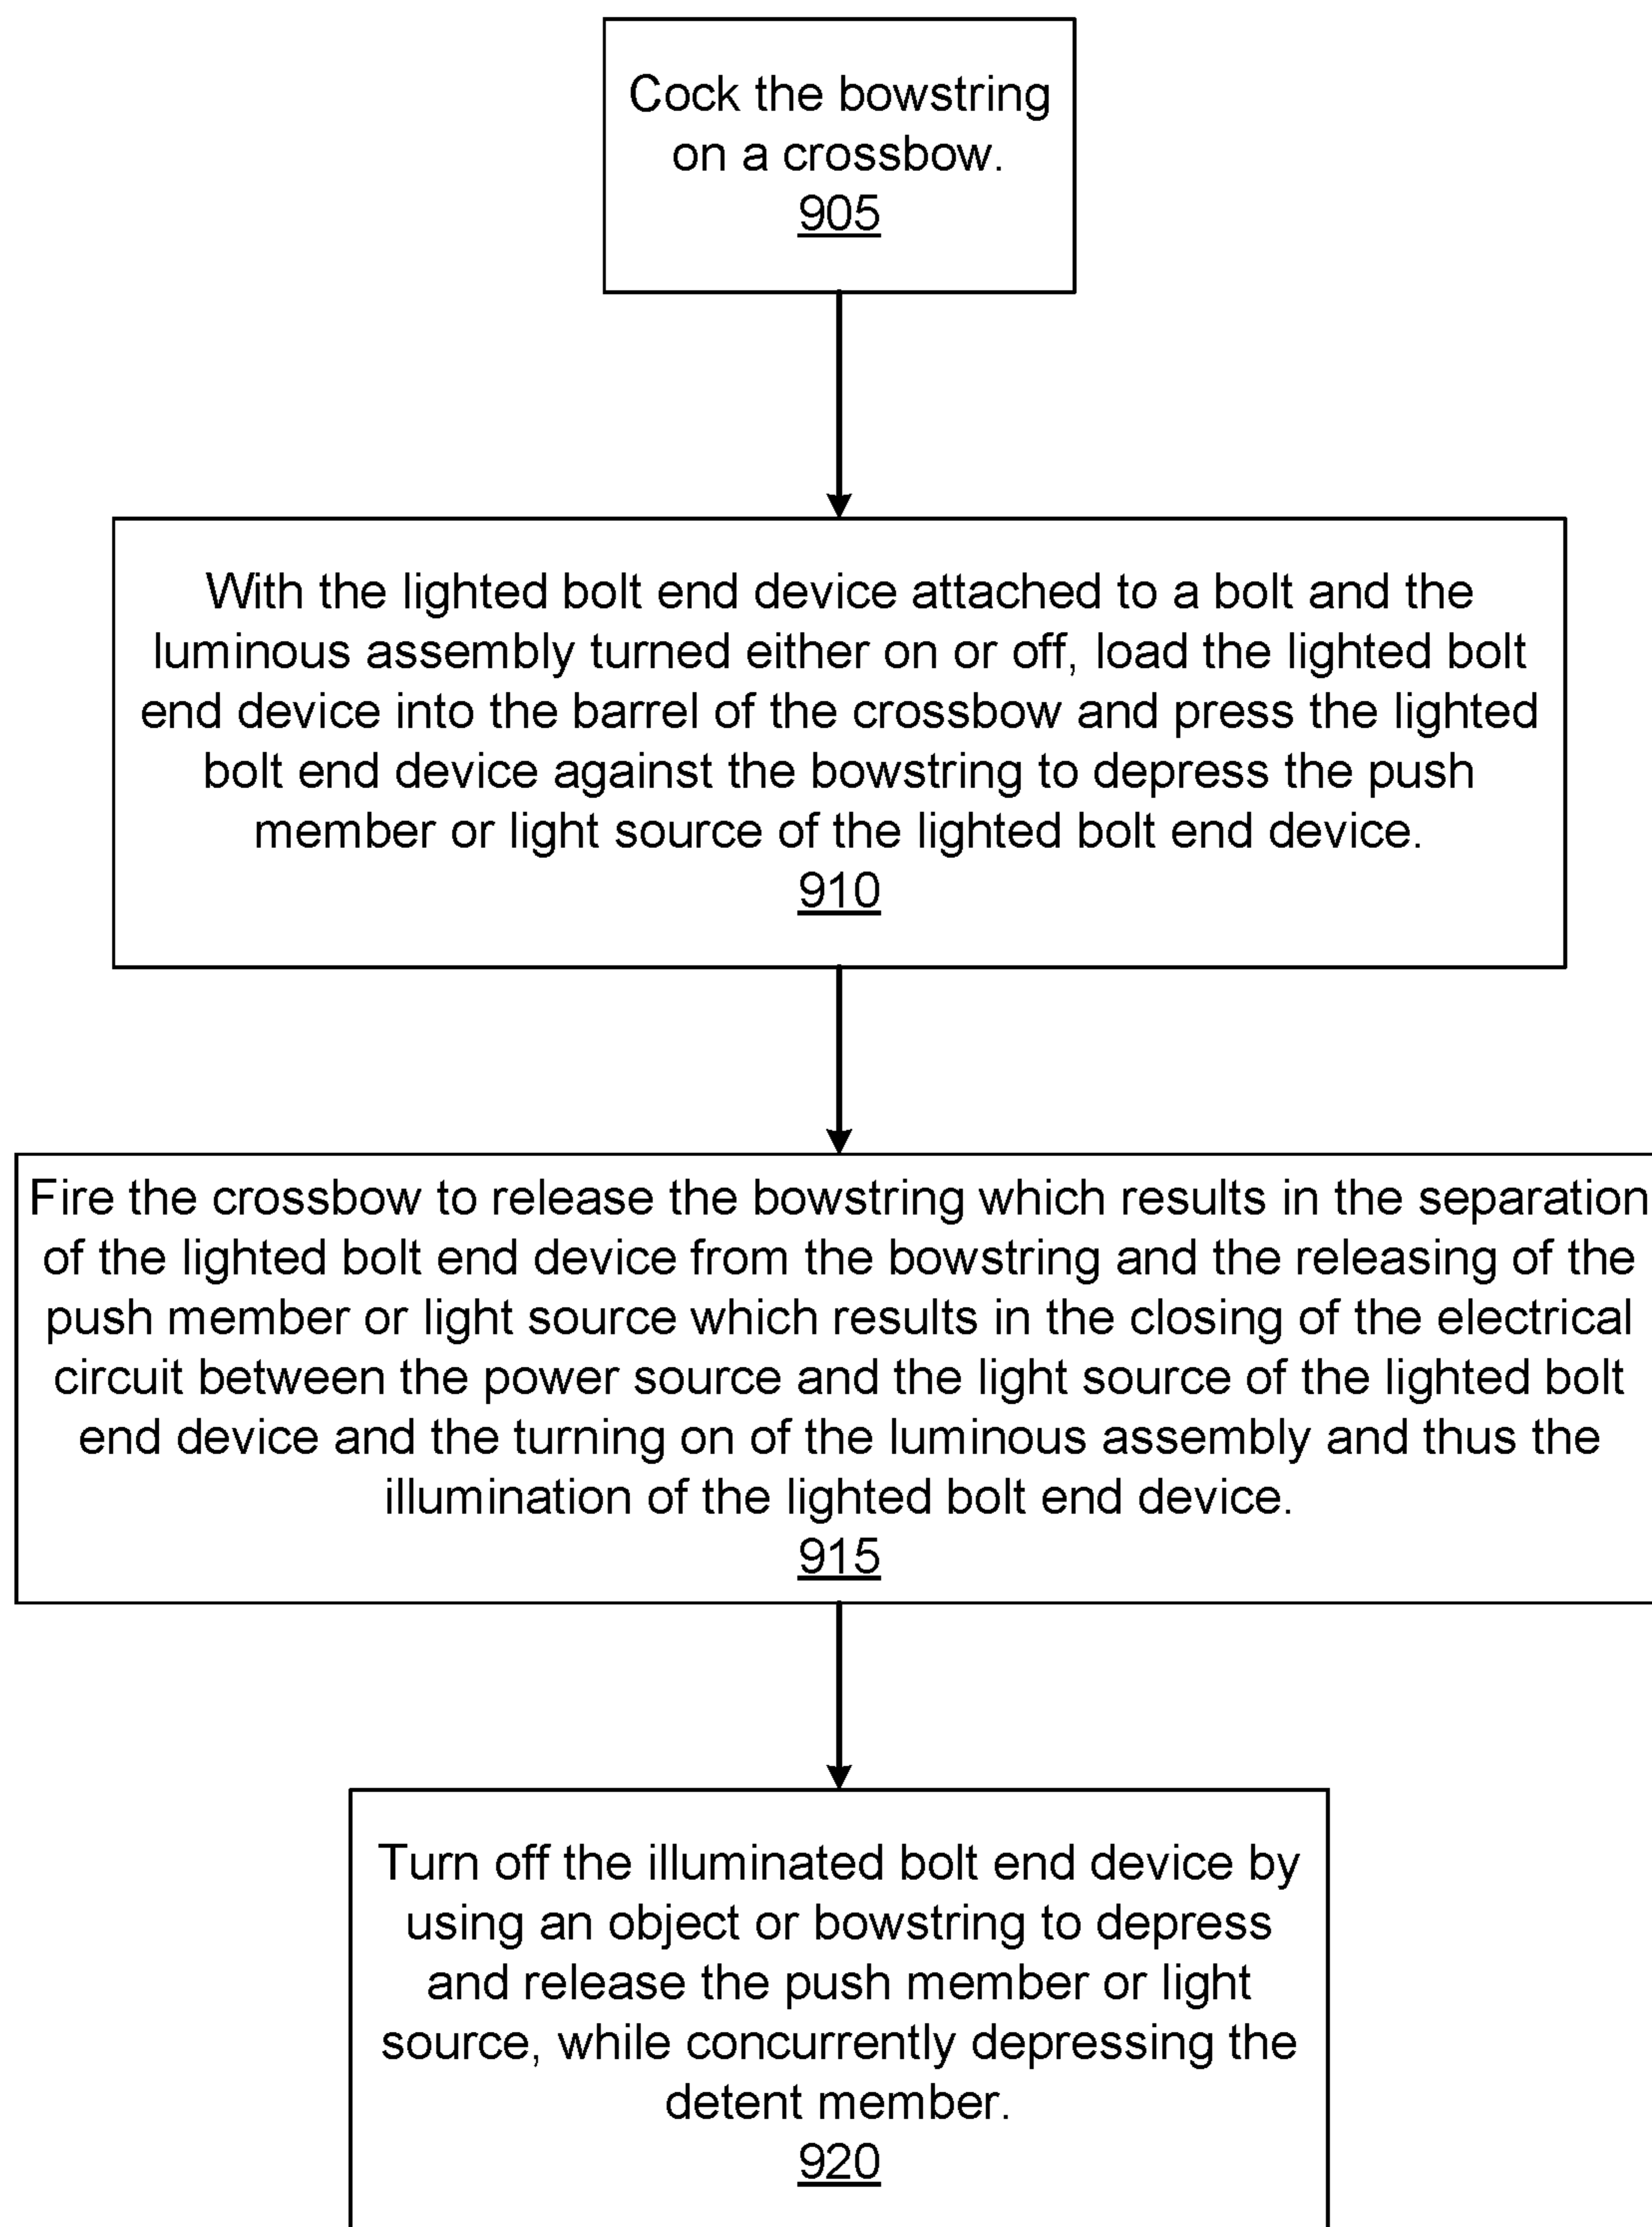 Cock the bowstring
on a crossbow.
905
With the lighted bolt end device attached to a bolt and the
luminous assembly turned either on or off, load the lighted bolt
end device into the barrel of the crossbow and press the lighted
bolt end device against the bowstring to depress the push
member or light source of the lighted bolt end device.
910
Fire the crossbow to release the bowstring which results in the separation
of the lighted bolt end device from the bowstring and the releasing of the
push member or light source which results in the closing of the electrical
circuit between the power source and the light source of the lighted bolt
end device and the turning on of the luminous assembly and thus the
illumination of the lighted bolt end device.
915
Turn off the illuminated bolt end device by
using an object or bowstring to depress
and release the push member or light
source, while concurrently depressing the
detent member.
920